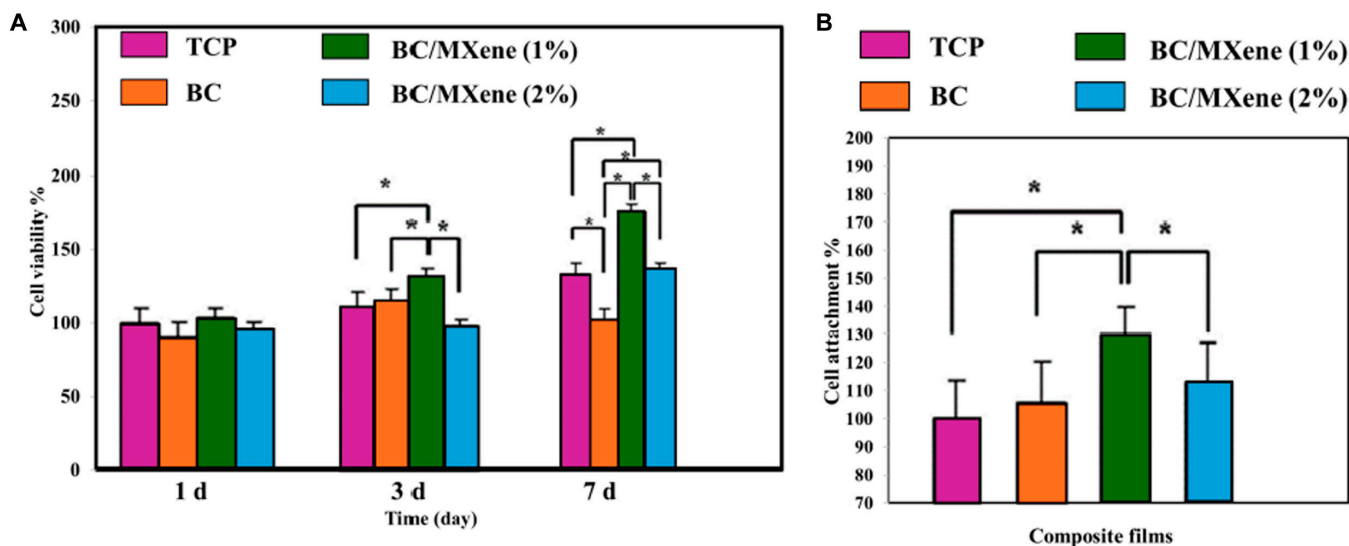 A
TCP
BC/MXene (1%)
BC
BC/MXene (2%)
Cell viability %
300
250
200
150
100
50
0
* * * * * * * *
1 d 3 d 7 d
Time (day)
B
TCP
BC/MXene (1%)
BC
BC/MXene (2%)
Cell attachment %
200
190
180
170
160
150
140
130
120
110
100
90
80
70
* * *
Composite films